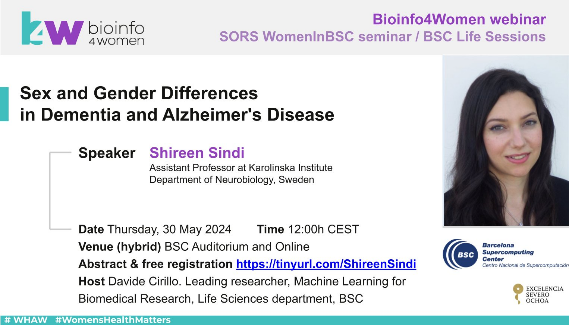 bioinfo
4women
Bioinfo4Women webinar
SORS WomenInBSC seminar / BSC Life Sessions
Sex and Gender Differences
in Dementia and Alzheimer's Disease
Speaker Shireen Sindi
Assistant Professor at Karolinska Institute
Department of Neurobiology, Sweden
Date Thursday, 30 May 2024 Time 12:00h CEST
Venue (hybrid) BSC Auditorium and Online
Abstract & free registration https://tinyurl.com/ShireenSindi
Host Davide Cirillo. Leading researcher, Machine Learning for
Biomedical Research, Life Sciences department, BSC
BSC
Barcelona
Supercomputing
Center
Centro Nacional de Supercomputación
EXCELENCIA
SEVERO
OCHOA
# WHAW #WomensHealthMatters